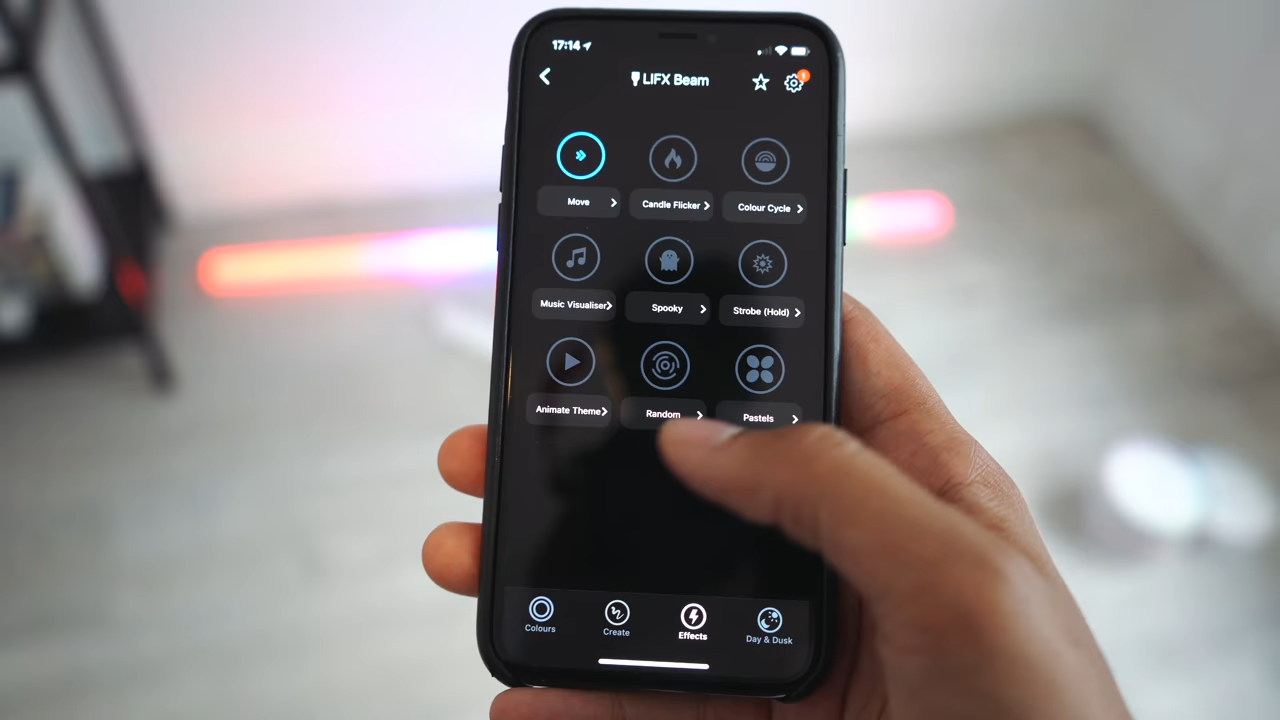 17:14
LIFX Beam
Move
Candle Flicker
Colour Cycle
Music Visualiser
Spooky
Strobe (Hold)
Animate Theme
Random
Pastels
Colours
Create
Effects
Day & Dusk